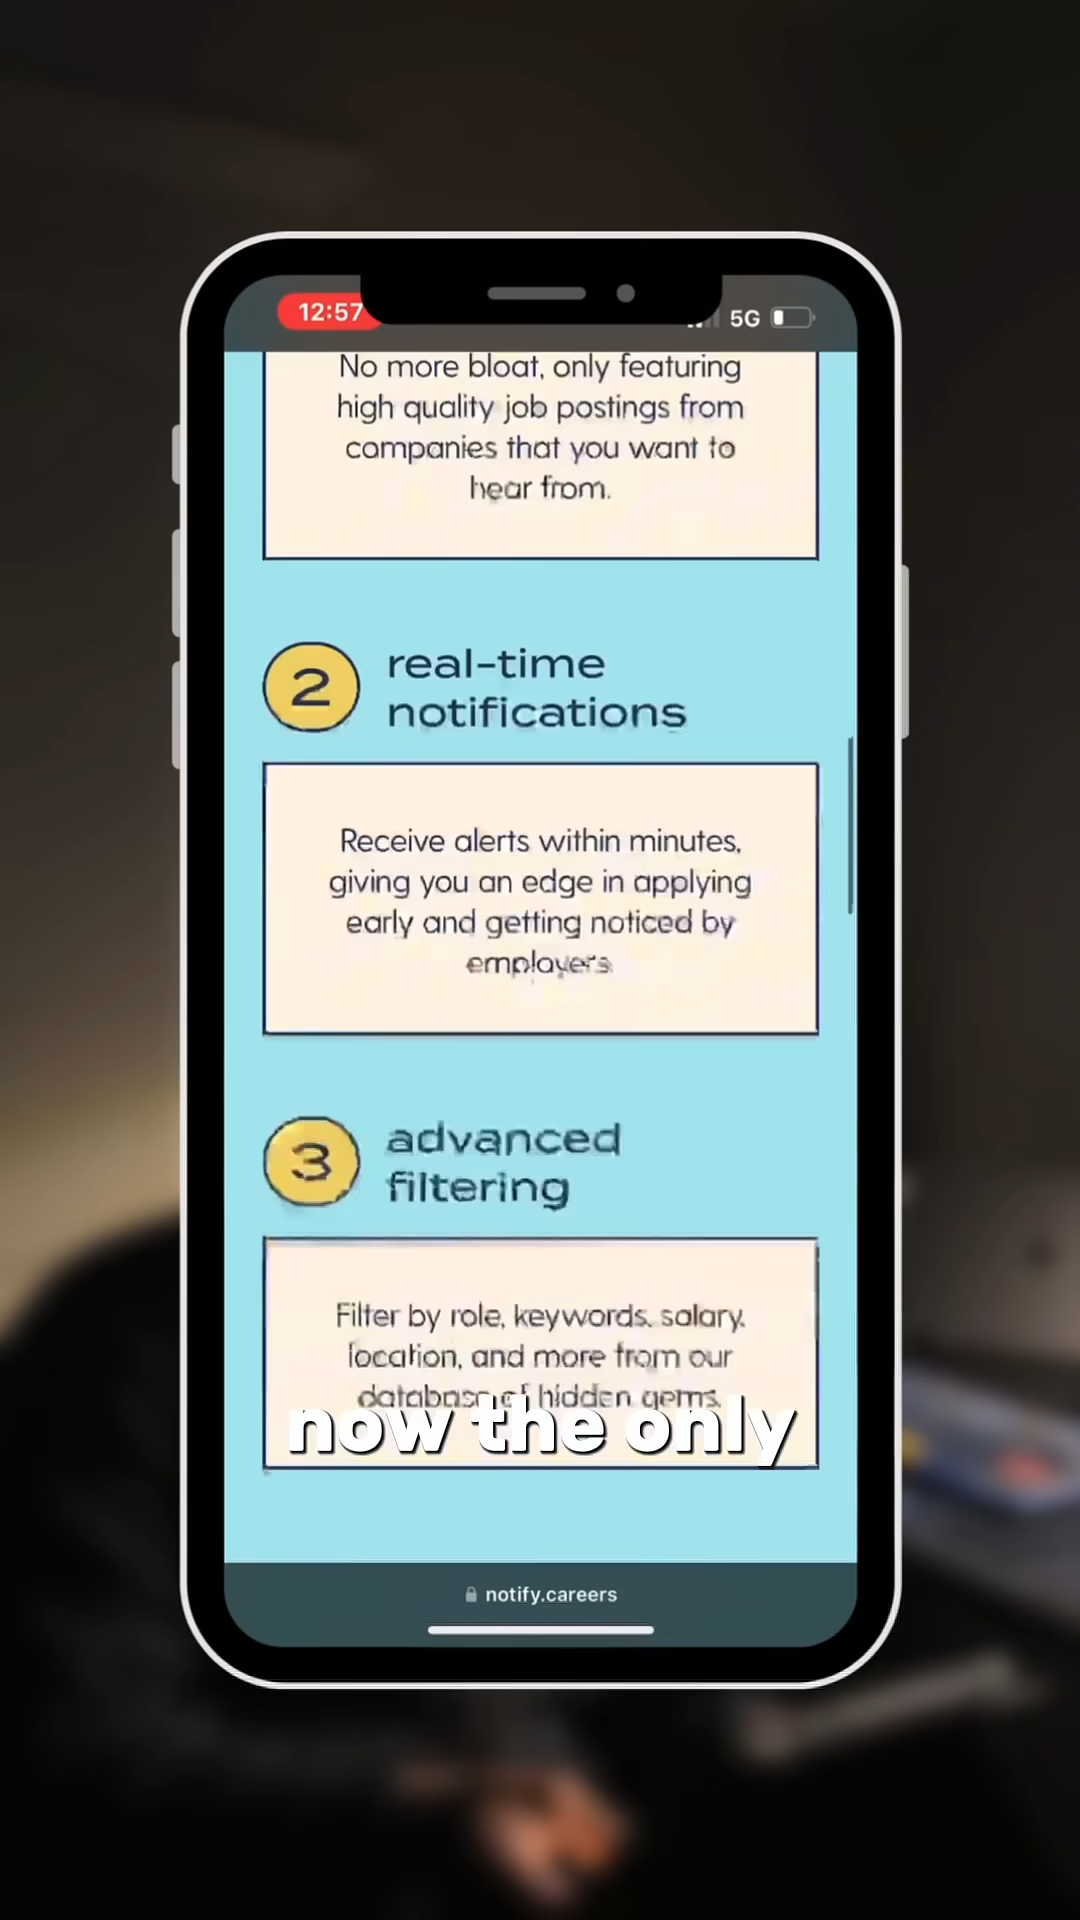 12:57
5G
No more bloat, only featuring
high quality job postings from
companies that you want to
hear from.
2
real-time
notifications
Receive alerts within minutes,
giving you an edge in applying
early and getting noticed by
employers
3
advanced
filtering
Filter by role, keywords, salary,
location, and more from our
database of hidden gems.
now the only
notify.careers